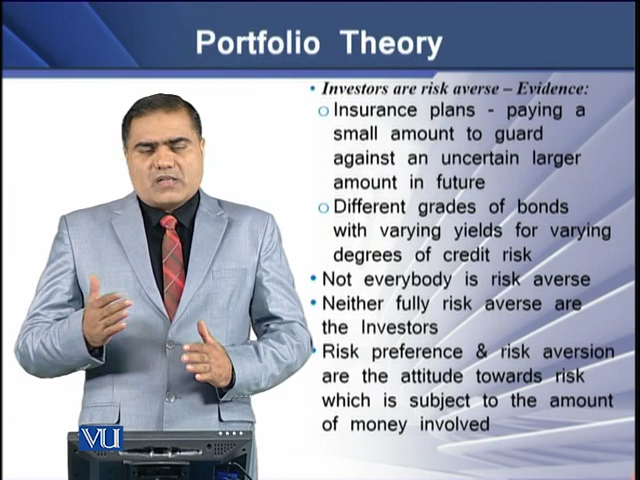 Portfolio Theory
• Investors are risk averse – Evidence:
o Insurance plans - paying a
small amount to guard
against an uncertain larger
amount in future
o Different grades of bonds
with varying yields for varying
degrees of credit risk
• Not everybody is risk averse
• Neither fully risk averse are
the Investors
• Risk preference & risk aversion
are the attitude towards risk
which is subject to the amount
of money involved
VU